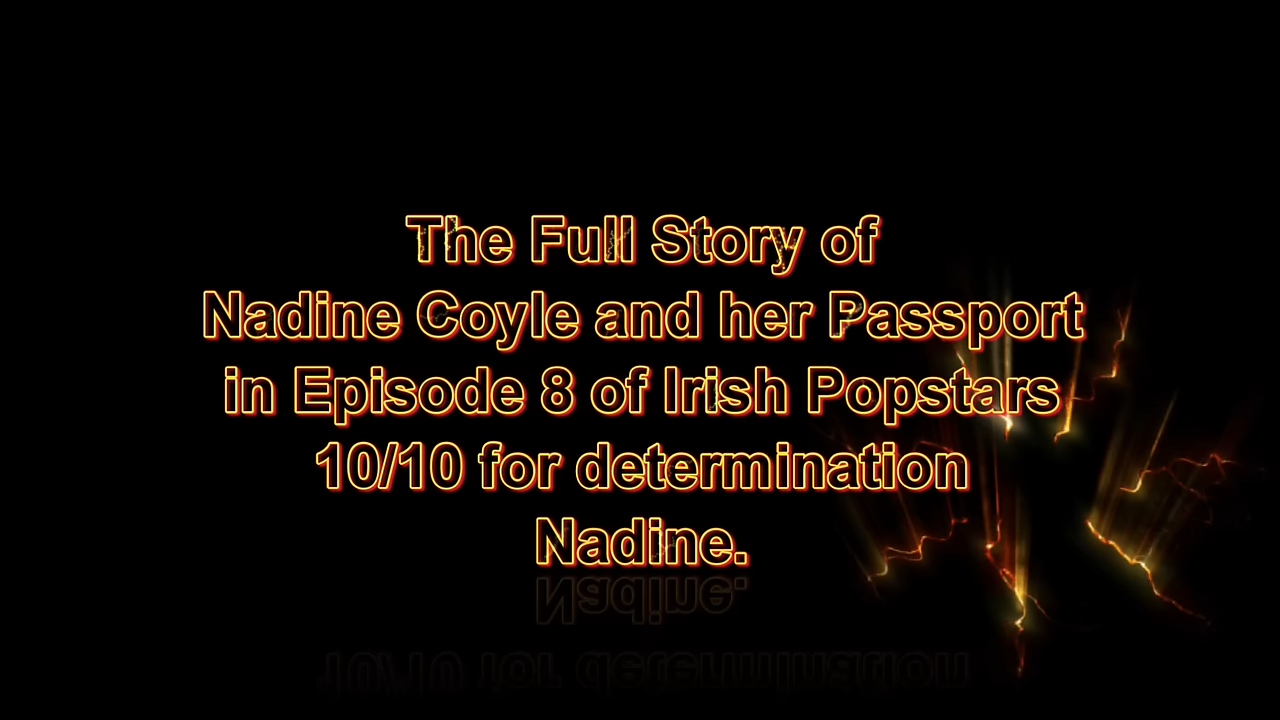 The Full Story of
Nadine Coyle and her Passport
in Episode 8 of Irish Popstars
10/10 for determination
Nadine.